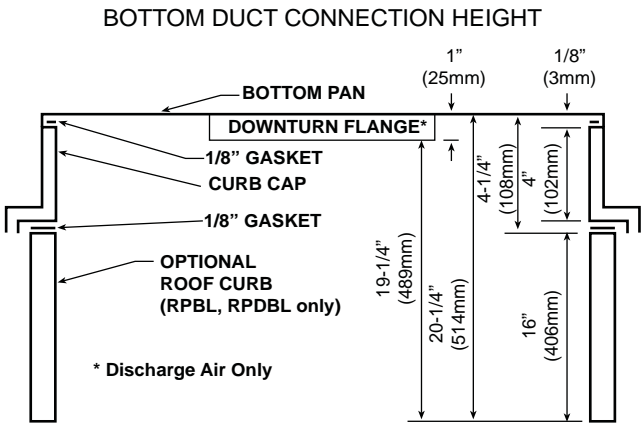 BOTTOM DUCT CONNECTION HEIGHT
1”
(25mm)
1/8”
(3mm)
BOTTOM PAN
DOWNTURN FLANGE*
1/8” GASKET
CURB CAP
1/8” GASKET
OPTIONAL
ROOF CURB
(RPBL, RPDBL only)
* Discharge Air Only
19-1/4”
(489mm)
20-1/4”
(514mm)
4-1/4”
(108mm)
4”
(102mm)
16”
(406mm)